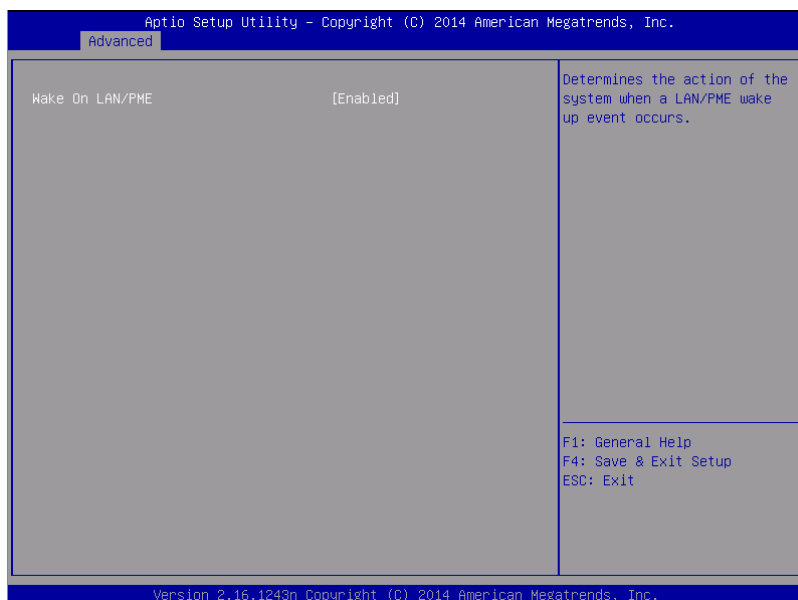 Aptio Setup Utility – Copyright (C) 2014 American Megatrends, Inc.
Advanced
Wake On LAN/PME [Enabled]
Determines the action of the
system when a LAN/PME wake
up event occurs.
F1: General Help
F4: Save & Exit Setup
ESC: Exit
Version 2.16.1243n Copyright (C) 2014 American Megatrends, Inc.